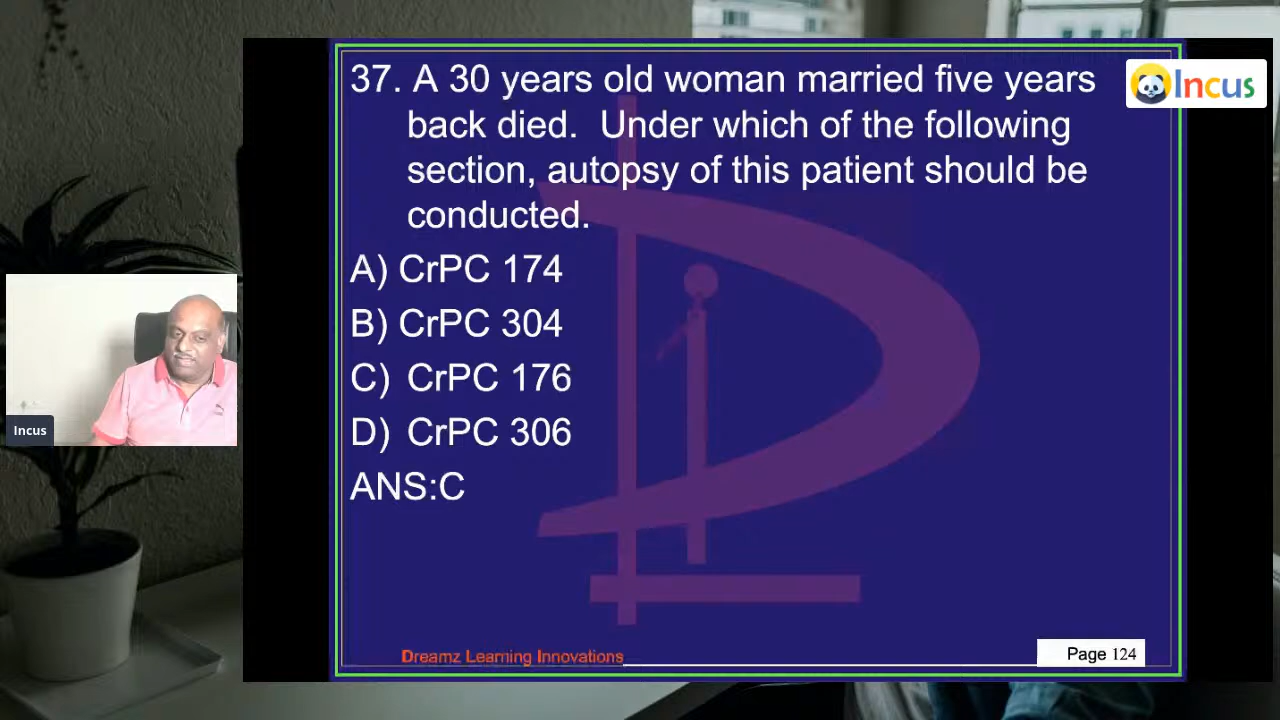 37. A 30 years old woman married five years
back died.  Under which of the following
section, autopsy of this patient should be
conducted.
A) CrPC 174
B) CrPC 304
C) CrPC 176
D) CrPC 306
ANS:C
Incus
Incus
Dreamz Learning Innovations
Page 124